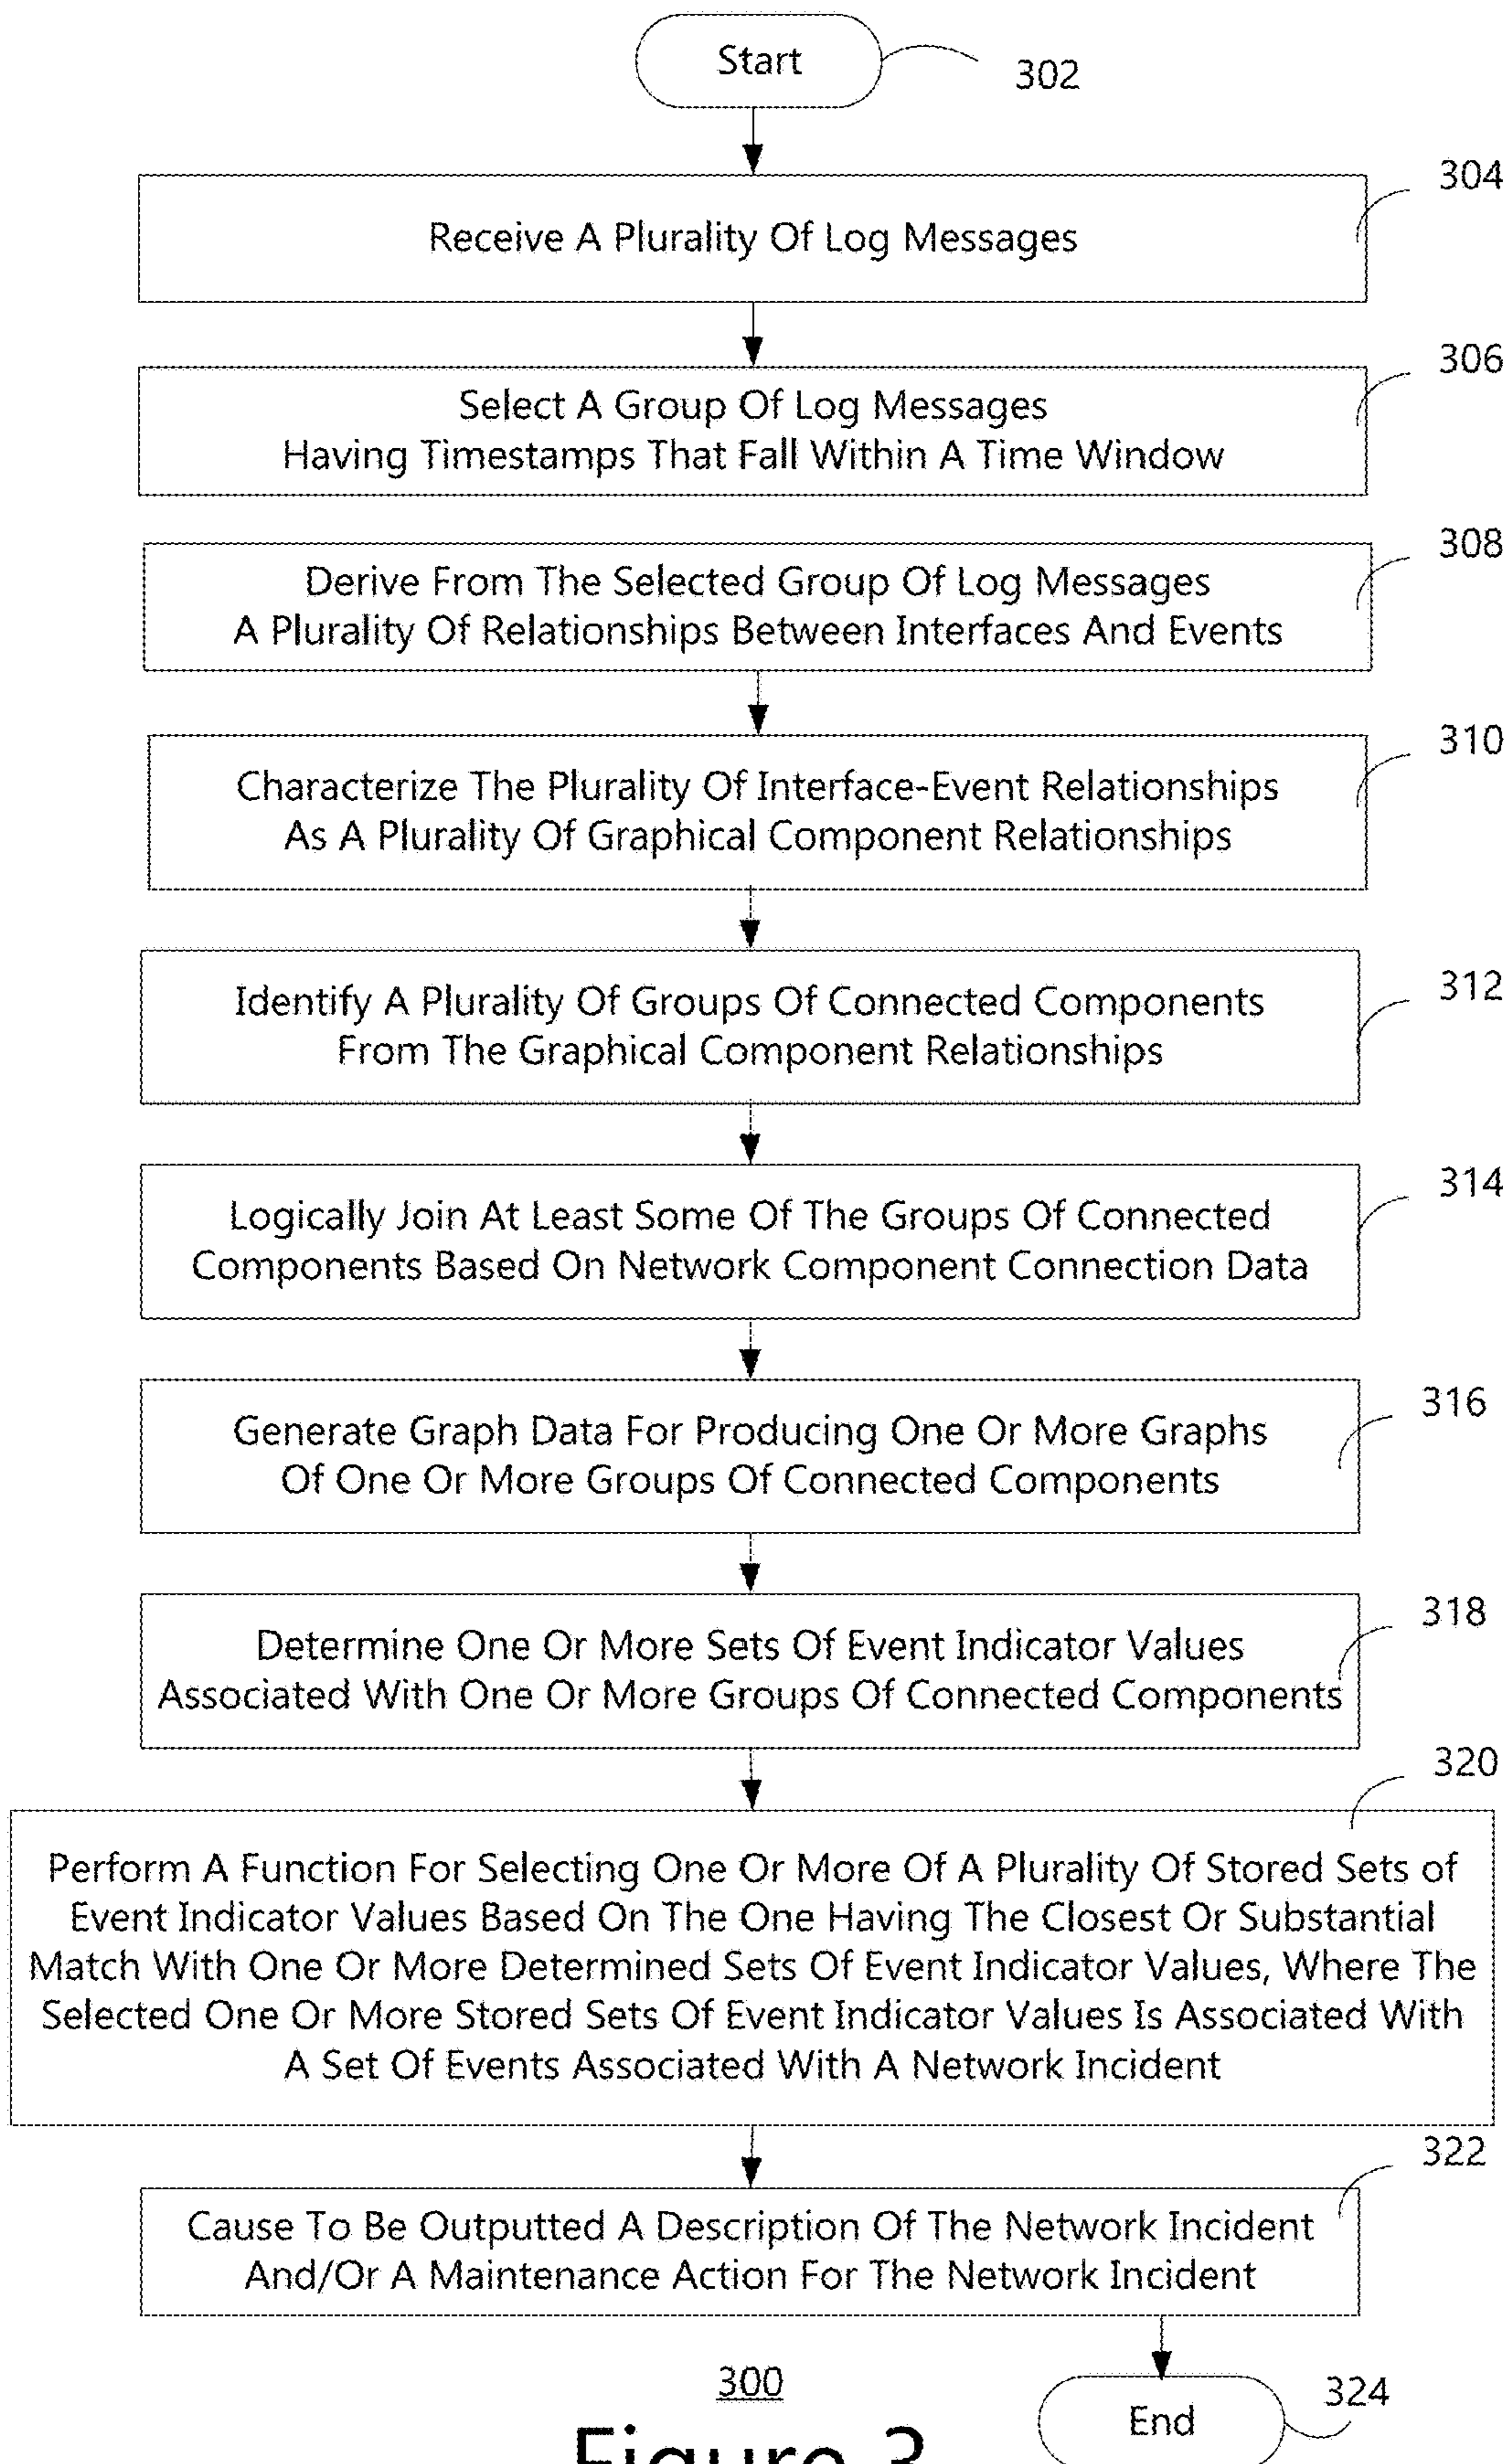 Start
302
304
Receive A Plurality Of Log Messages
306
Select A Group Of Log Messages
Having Timestamps That Fall Within A Time Window
308
Derive From The Selected Group Of Log Messages
A Plurality Of Relationships Between Interfaces And Events
310
Characterize The Plurality Of Interface-Event Relationships
As A Plurality Of Graphical Component Relationships
312
Identify A Plurality Of Groups Of Connected Components
From The Graphical Component Relationships
314
Logically Join At Least Some Of The Groups Of Connected
Components Based On Network Component Connection Data
316
Generate Graph Data For Producing One Or More Graphs
Of One Or More Groups Of Connected Components
318
Determine One Or More Sets Of Event Indicator Values
Associated With One Or More Groups Of Connected Components
320
Perform A Function For Selecting One Or More Of A Plurality Of Stored Sets of
Event Indicator Values Based On The One Having The Closest Or Substantial
Match With One Or More Determined Sets Of Event Indicator Values, Where The
Selected One Or More Stored Sets Of Event Indicator Values Is Associated With
A Set Of Events Associated With A Network Incident
322
Cause To Be Outputted A Description Of The Network Incident
And/Or A Maintenance Action For The Network Incident
300
324
End
Figure 3